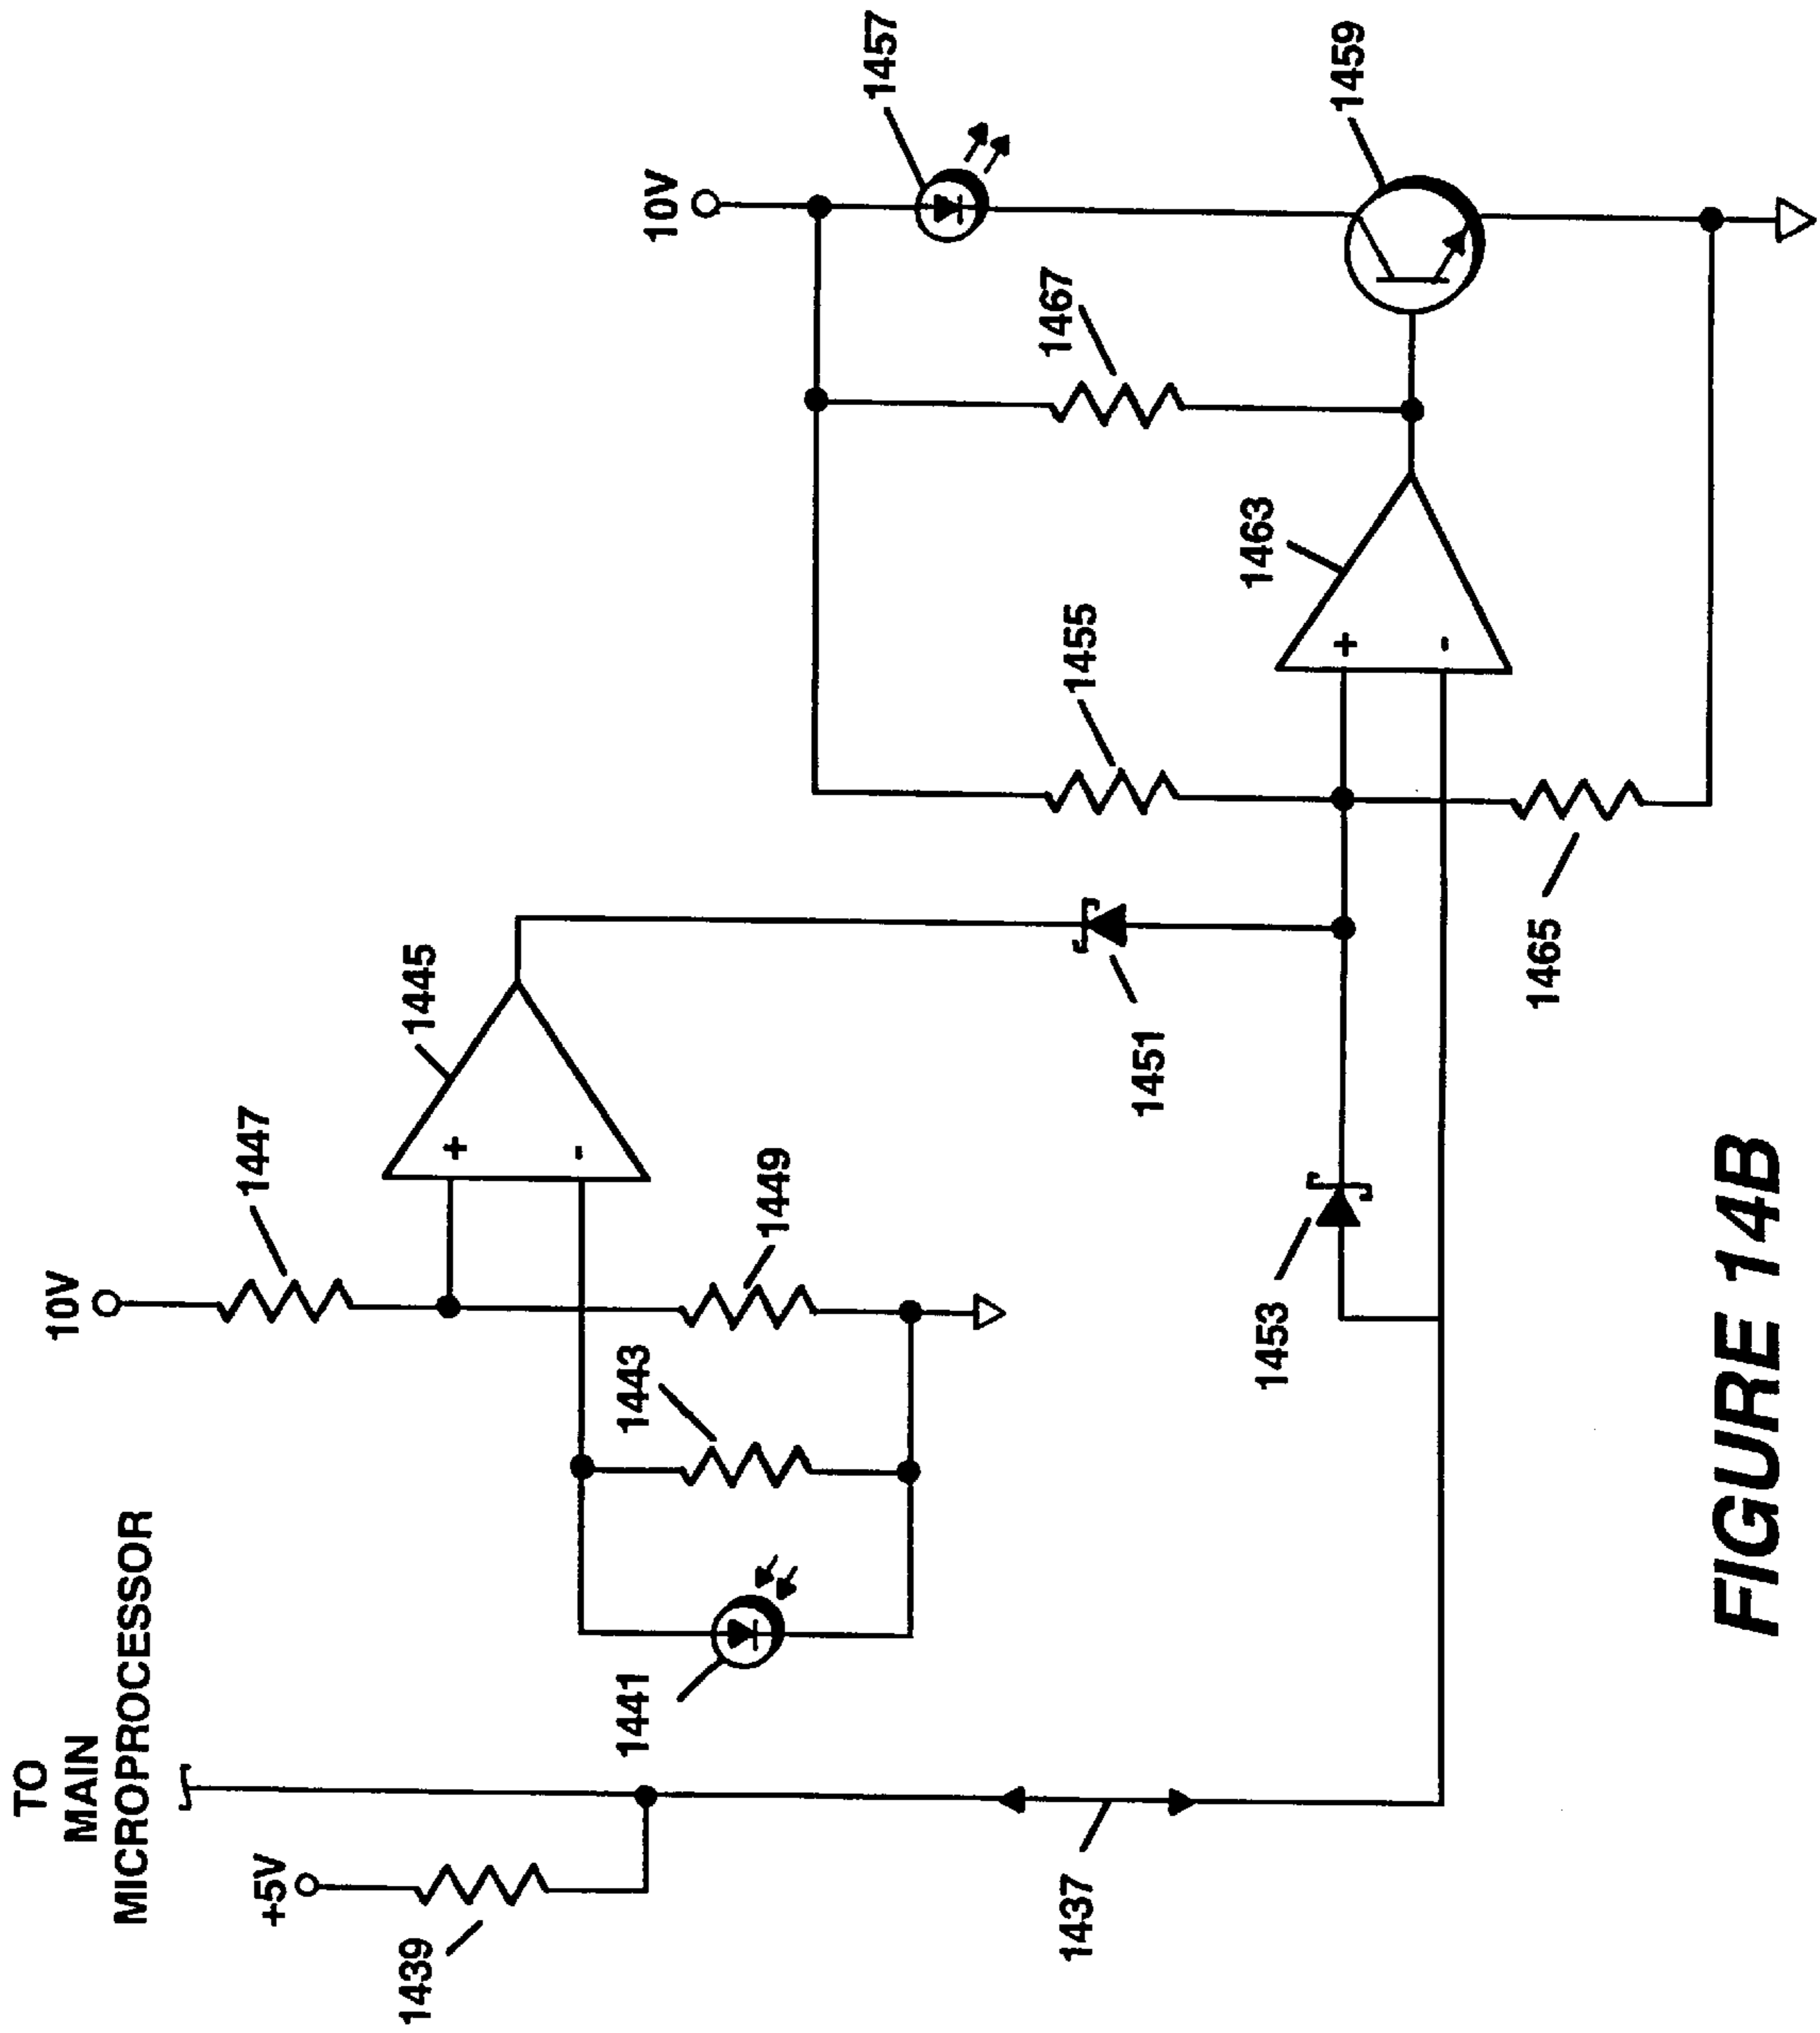 TO
MAIN
MICROPROCESSOR
+5V
1439
1437
1441
1443
10V
1447
1449
+
-
1445
1451
1453
10V
1457
1459
1467
1455
1463
+
-
1465
FIGURE 14B